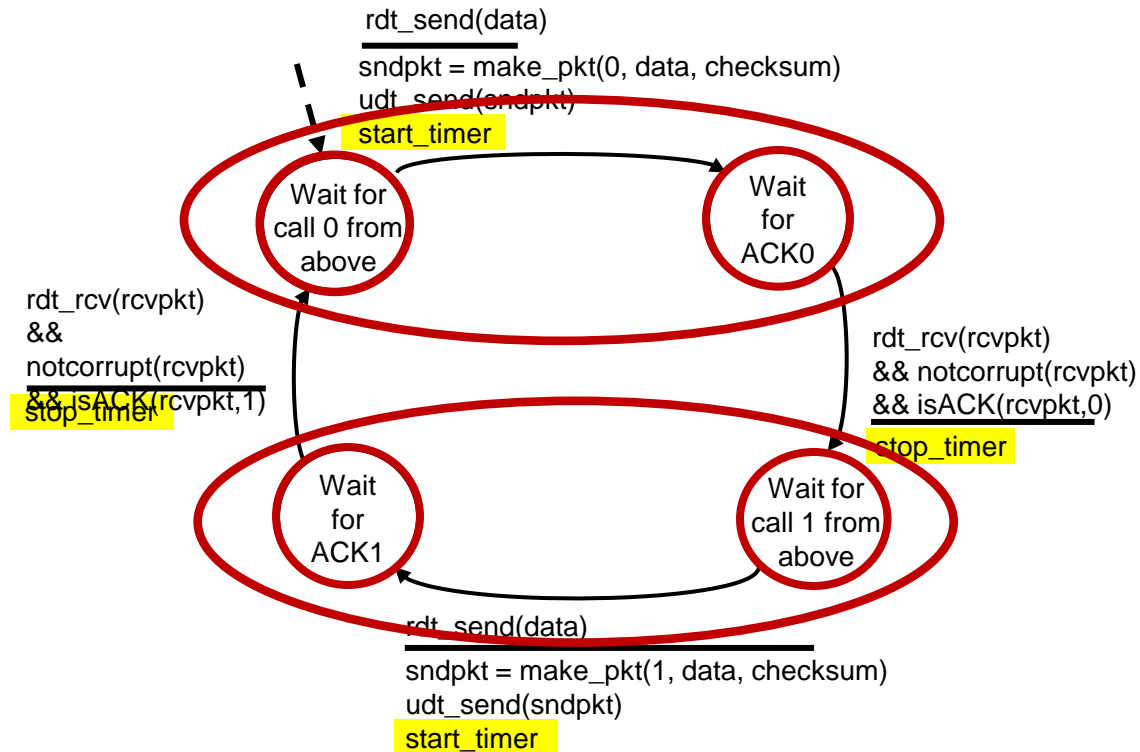 rdt_send(data)
sndpkt = make_pkt(0, data, checksum)
udt_send(sndpkt)
start_timer
Wait for
call 0 from
above
Wait
for
ACK0
rdt_rcv(rcvpkt)
&&
notcorrupt(rcvpkt)
&& isACK(rcvpkt,1)
stop_timer
rdt_rcv(rcvpkt)
&& notcorrupt(rcvpkt)
&& isACK(rcvpkt,0)
stop_timer
Wait
for
ACK1
Wait for
call 1 from
above
rdt_send(data)
sndpkt = make_pkt(1, data, checksum)
udt_send(sndpkt)
start_timer